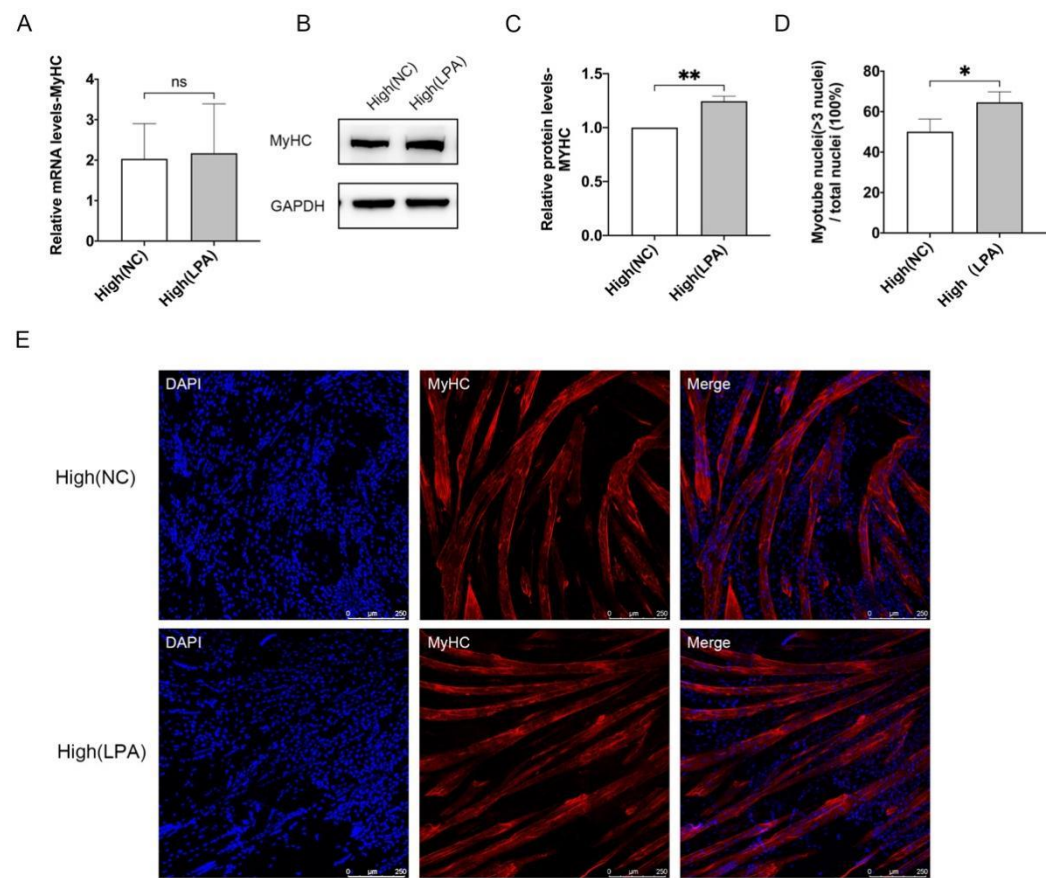 A
Relative mRNA levels-MyHC
4
3
2
1
0
ns
High(NC)
High(LPA)
B
High(NC)
High(LPA)
MyHC
GAPDH
C
Relative protein levels-
MYHC
1.5
1.0
0.5
0.0
**
High(NC)
High(LPA)
D
Myotube nuclei(>3 nuclei)
/ total nuclei (100%)
80
60
40
20
0
*
High(NC)
High (LPA)
E
High(NC)
DAPI
0 µm 250
MyHC
0 µm 250
Merge
0 µm 250
High(LPA)
DAPI
0 µm 250
MyHC
0 µm 250
Merge
0 µm 250